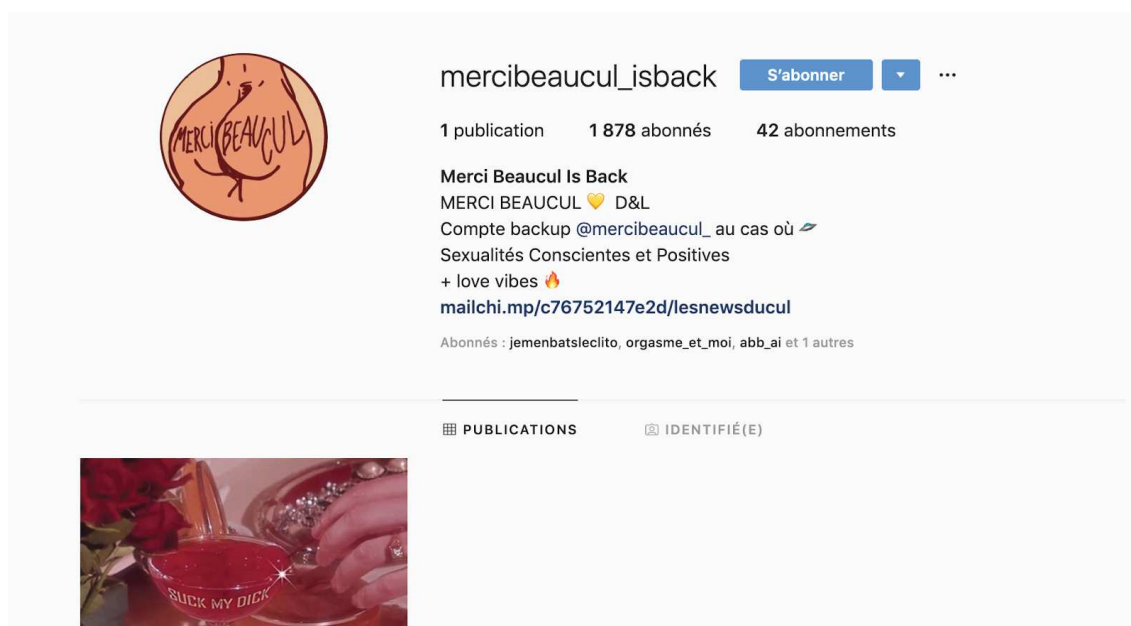 MERCI BEAUCUL
mercibeaucul_isback S'abonner
1 publication 1 878 abonnés 42 abonnements
Merci Beaucul Is Back
MERCI BEAUCUL 💛 D&L
Compte backup @mercibeaucul_ au cas où 🛸
Sexualités Conscientes et Positives
+ love vibes 🔥
mailchi.mp/c76752147e2d/lesnewsducul
Abonnés : jemenbatsleclito, orgasme_et_moi, abb_ai et 1 autres
PUBLICATIONS IDENTIFIÉ(E)
SUCK MY DICK